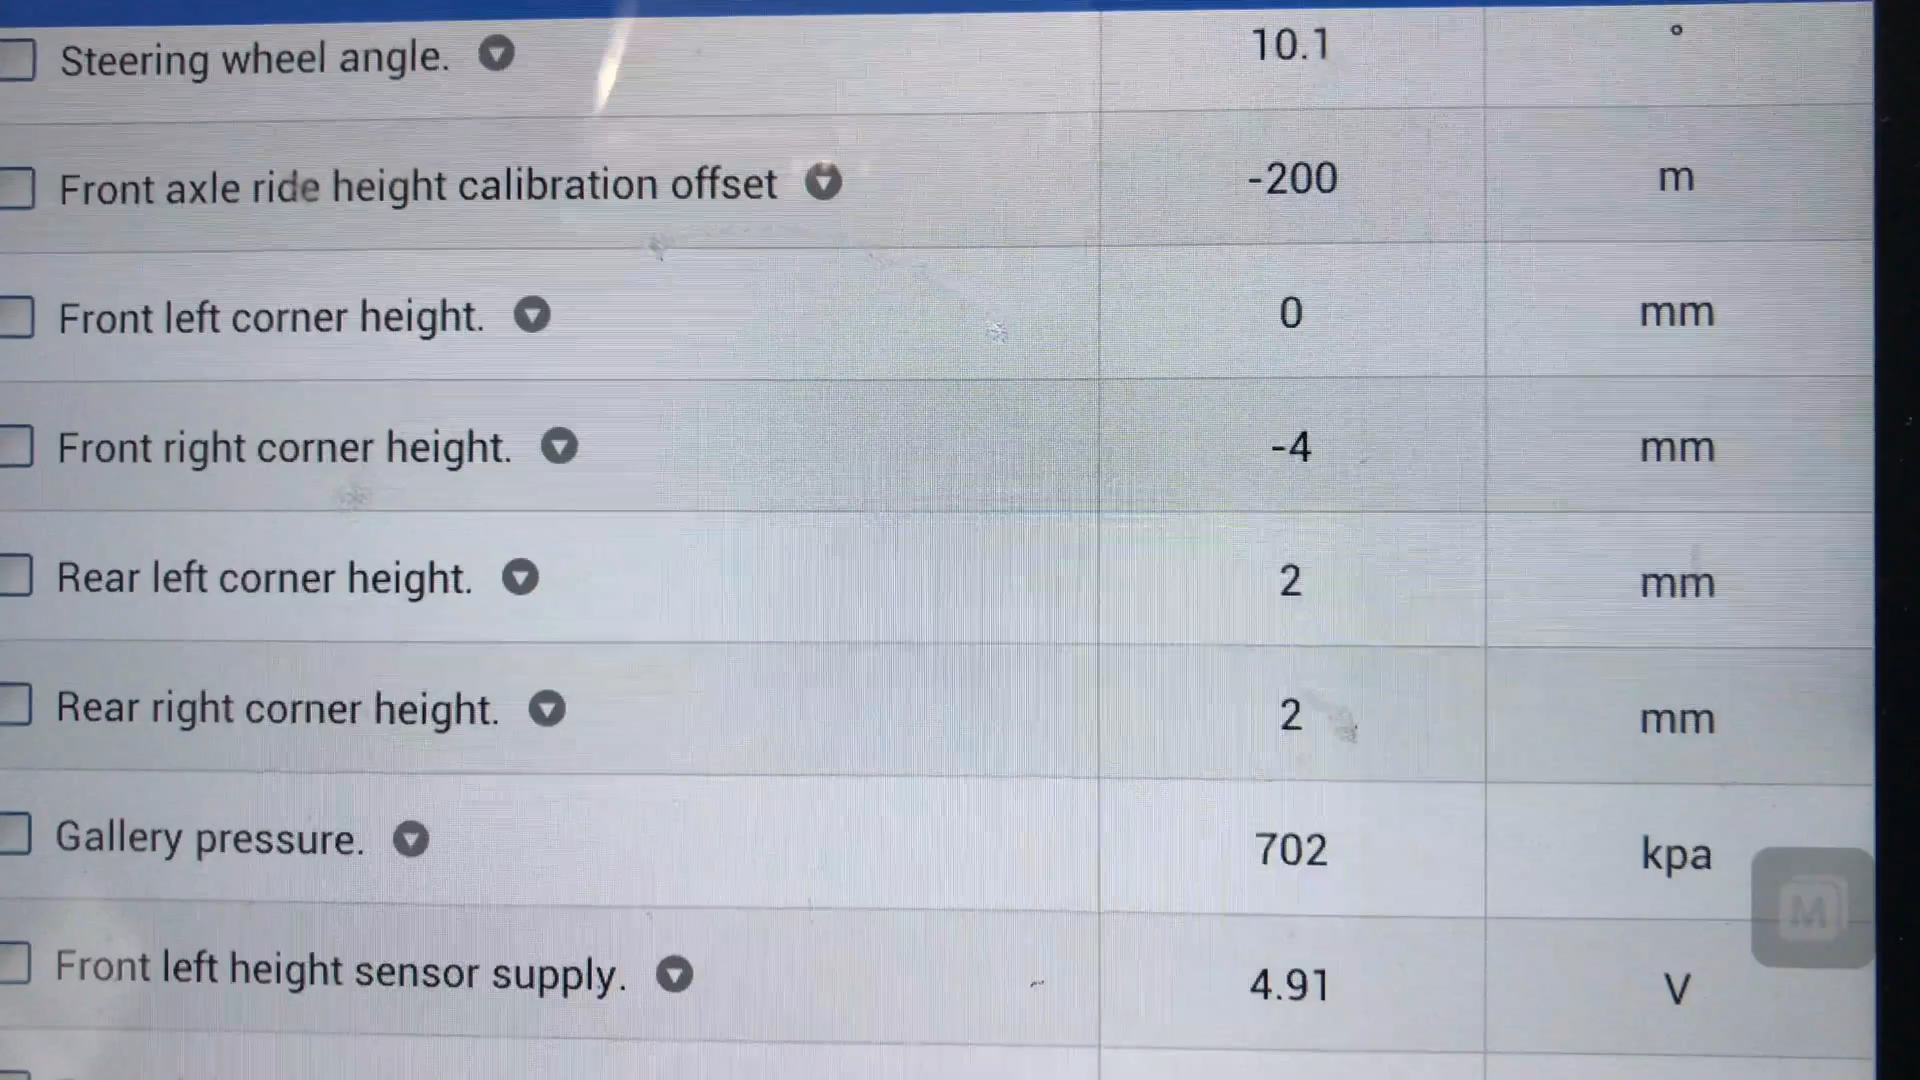 Steering wheel angle. 10.1 °
Front axle ride height calibration offset -200 m
Front left corner height. 0 mm
Front right corner height. -4 mm
Rear left corner height. 2 mm
Rear right corner height. 2 mm
Gallery pressure. 702 kpa
M
Front left height sensor supply. 4.91 V